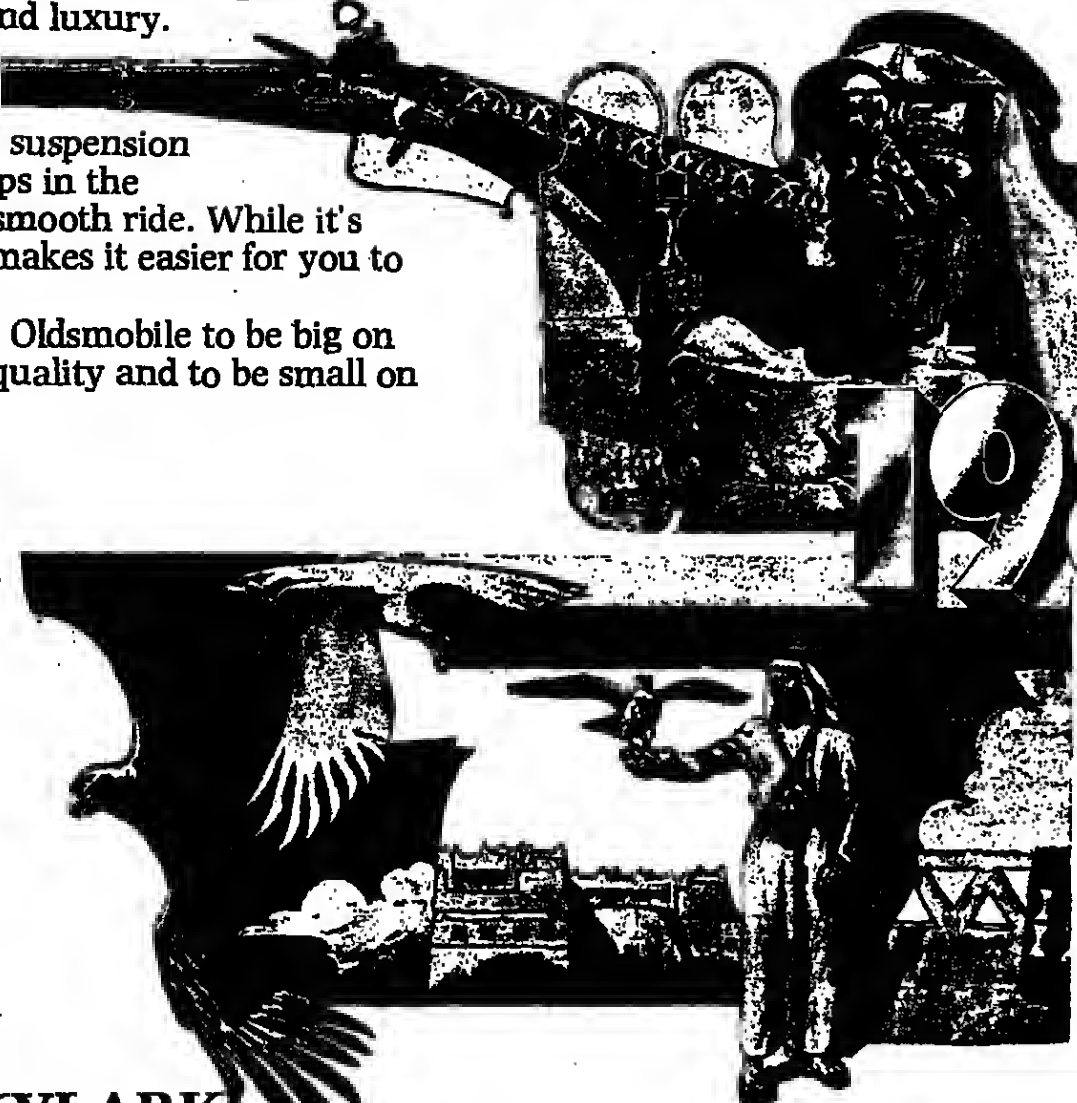 nd luxury.
suspension
ps in the
smooth ride. While it's
makes it easier for you to
Oldsmobile to be big on
quality and to be small on
19